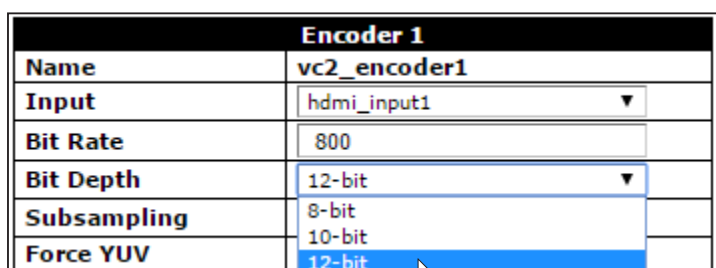 Encoder 1
Name vc2_encoder1
Input hdmi_input1
Bit Rate 800
Bit Depth 12-bit
8-bit
Subsampling
10-bit
Force YUV
12-bit